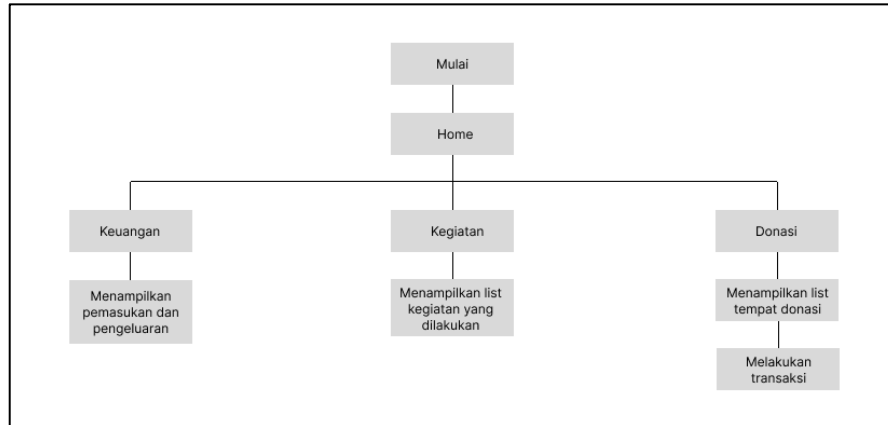 Mulai
Home
Keuangan
Kegiatan
Donasi
Menampilkan
pemasukan dan
pengeluaran
Menampilkan list
kegiatan yang
dilakukan
Menampilkan list
tempat donasi
Melakukan
transaksi